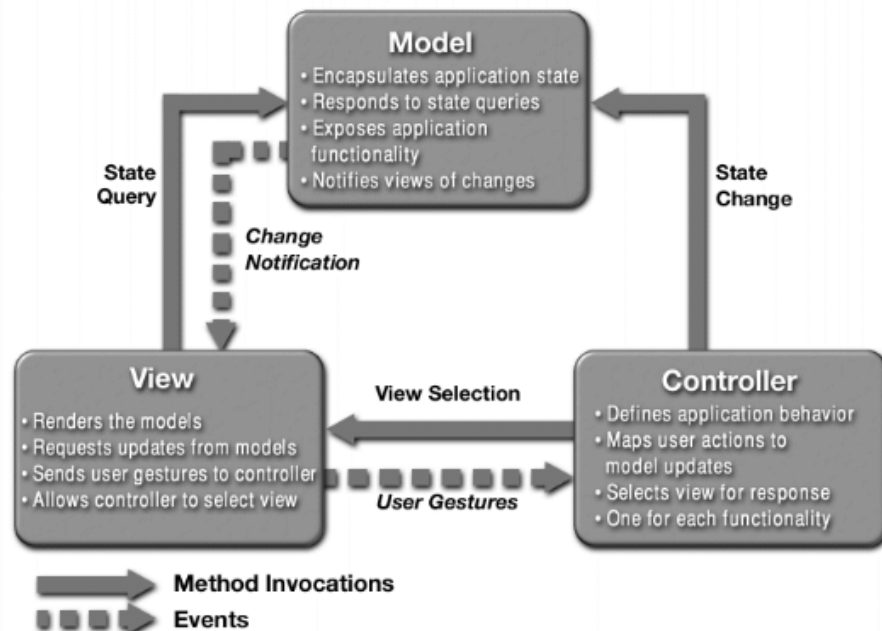 Model
• Encapsulates application state
• Responds to state queries
• Exposes application
functionality
• Notifies views of changes
State
Query
Change
Notification
State
Change
View
• Renders the models
• Requests updates from models
• Sends user gestures to controller
• Allows controller to select view
View Selection
User Gestures
Controller
• Defines application behavior
• Maps user actions to
model updates
• Selects view for response
• One for each functionality
Method Invocations
Events